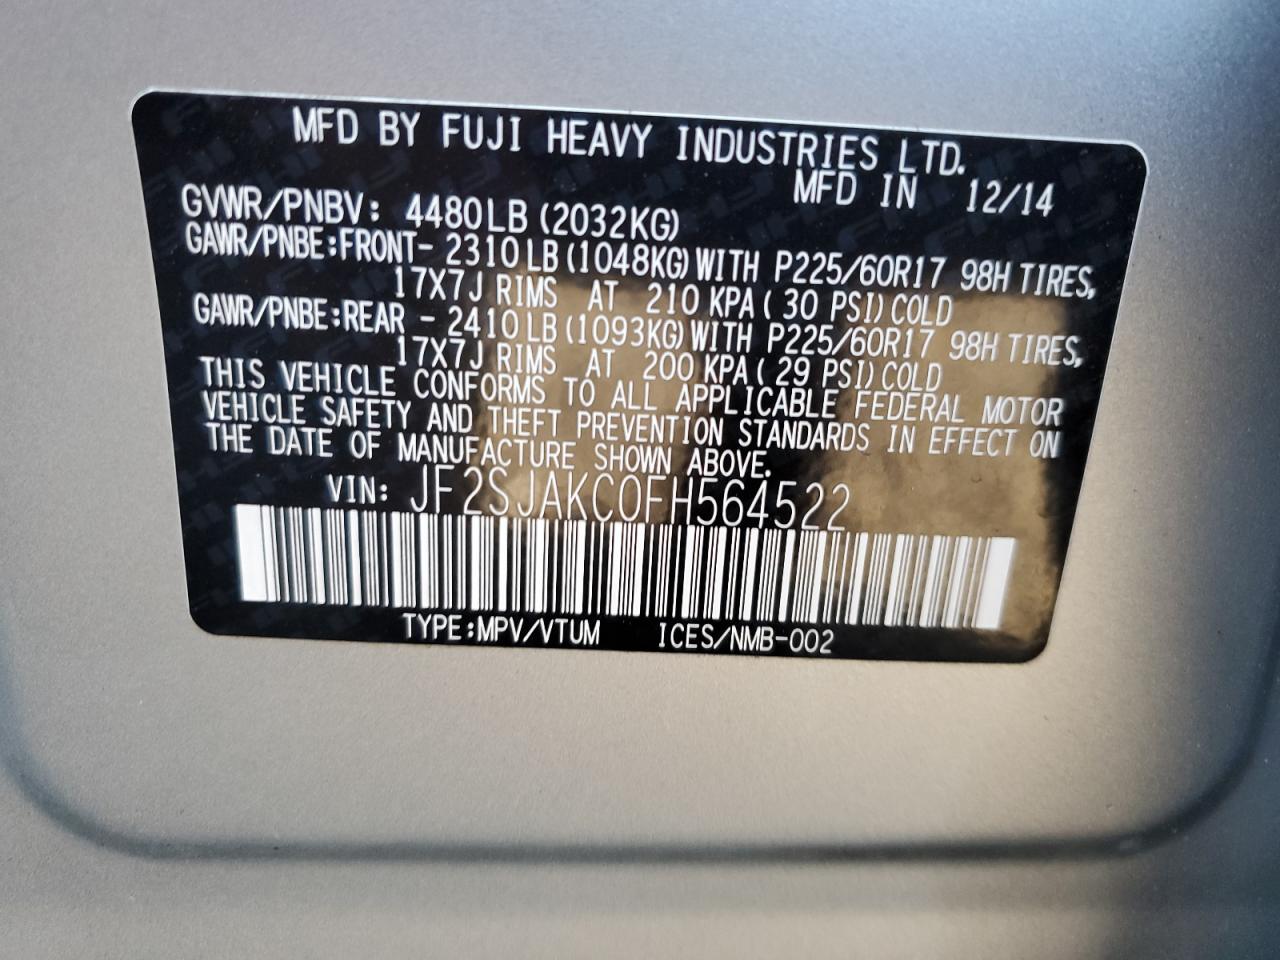 MFD BY FUJI HEAVY INDUSTRIES LTD.
MFD IN 12/14
GVWR/PNBV: 4480LB (2032KG)
GAWR/PNBE:FRONT- 2310LB (1048KG) WITH P225/60R17 98H TIRES,
17X7J RIMS AT 210 KPA ( 30 PSI) COLD
GAWR/PNBE:REAR - 2410LB (1093KG) WITH P225/60R17 98H TIRES,
17X7J RIMS AT 200 KPA ( 29 PSI) COLD
THIS VEHICLE CONFORMS TO ALL APPLICABLE FEDERAL MOTOR
VEHICLE SAFETY AND THEFT PREVENTION STANDARDS IN EFFECT ON
THE DATE OF MANUFACTURE SHOWN ABOVE.
VIN: JF2SJAKC0FH564522
TYPE:MPV/VTUM ICES/NMB-002